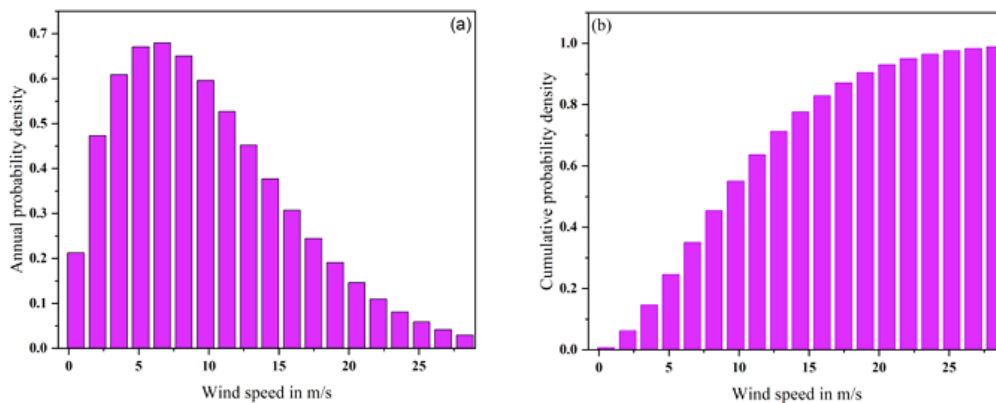 (a)
Annual probability density
0.7
0.6
0.5
0.4
0.3
0.2
0.1
0.0
0 5 10 15 20 25
Wind speed in m/s
(b)
Cumulative probability density
1.0
0.8
0.6
0.4
0.2
0.0
0 5 10 15 20 25
Wind speed in m/s